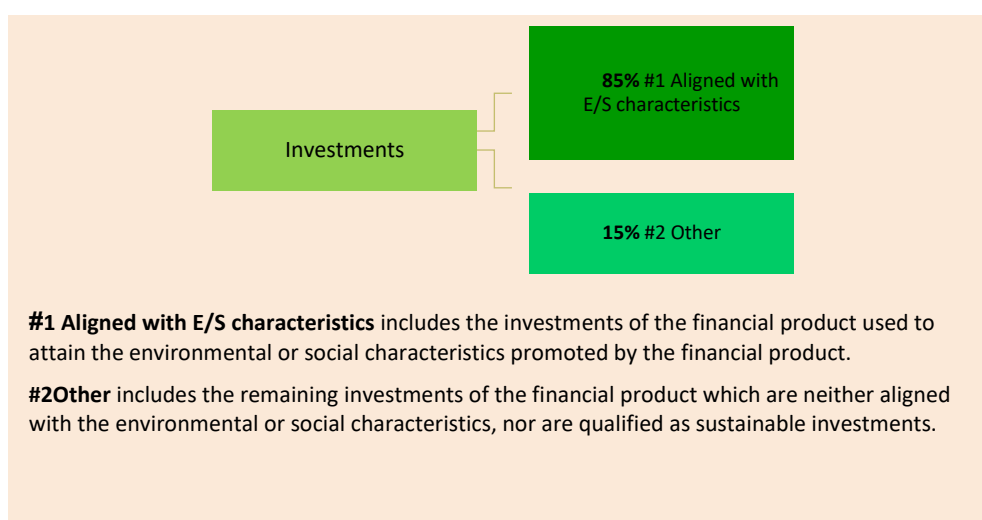 85% #1 Aligned with
E/S characteristics
Investments
15% #2 Other
#1 Aligned with E/S characteristics includes the investments of the financial product used to
attain the environmental or social characteristics promoted by the financial product.
#2Other includes the remaining investments of the financial product which are neither aligned
with the environmental or social characteristics, nor are qualified as sustainable investments.